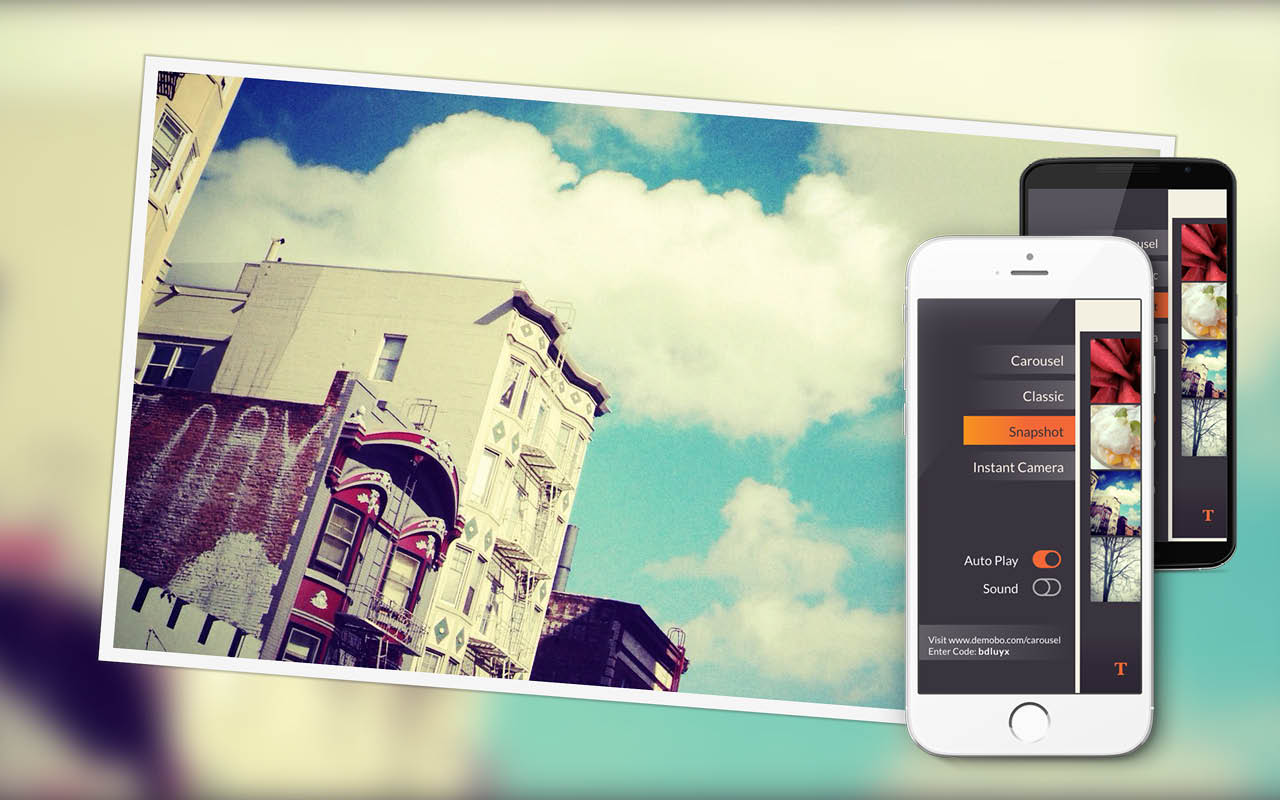 Carousel
Classic
Snapshot
Instant Camera
Auto Play
Sound
Visit www.demobo.com/carousel
Enter Code: bdluyx
T
usel
c
a
T